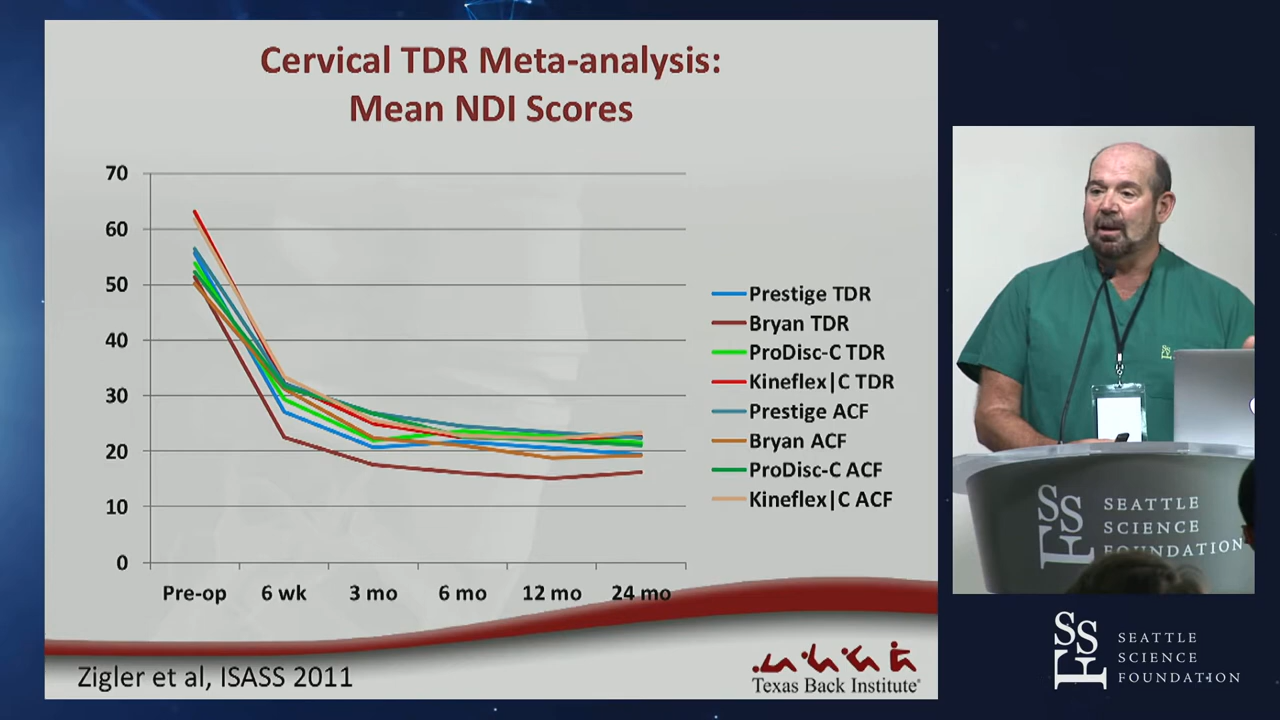 Cervical TDR Meta-analysis:
Mean NDI Scores
70
60
50
40
30
20
10
0
Pre-op 6 wk 3 mo 6 mo 12 mo 24 mo
Prestige TDR
Bryan TDR
ProDisc-C TDR
Kineflex|C TDR
Prestige ACF
Bryan ACF
ProDisc-C ACF
Kineflex|C ACF
Zigler et al, ISASS 2011
Texas Back Institute
SSF
SEATTLE
SCIENCE
FOUNDATION
SSF
SEATTLE
SCIENCE
FOUNDATION